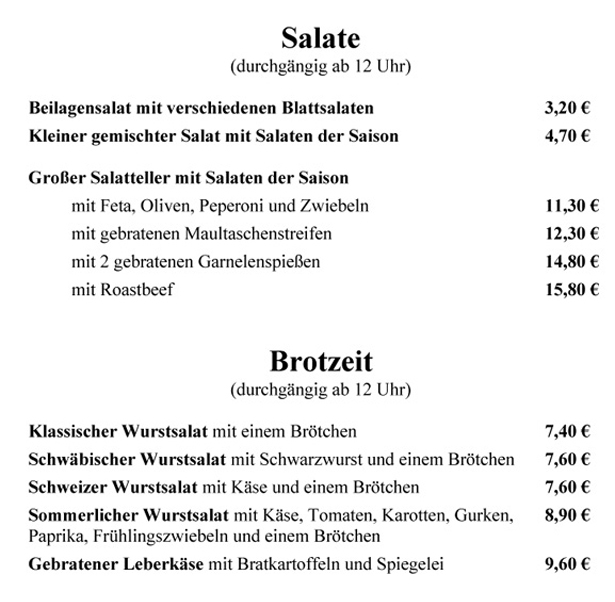 Salate
(durchgängig ab 12 Uhr)
Beilagensalat mit verschiedenen Blattsalaten 3,20 €
Kleiner gemischter Salat mit Salaten der Saison 4,70 €
Großer Salatteller mit Salaten der Saison
mit Feta, Oliven, Peperoni und Zwiebeln 11,30 €
mit gebratenen Maultaschenstreifen 12,30 €
mit 2 gebratenen Garnelenspießen 14,80 €
mit Roastbeef 15,80 €
Brotzeit
(durchgängig ab 12 Uhr)
Klassischer Wurstsalat mit einem Brötchen 7,40 €
Schwäbischer Wurstsalat mit Schwarzwurst und einem Brötchen 7,60 €
Schweizer Wurstsalat mit Käse und einem Brötchen 7,60 €
Sommerlicher Wurstsalat mit Käse, Tomaten, Karotten, Gurken, 8,90 €
Paprika, Frühlingszwiebeln und einem Brötchen
Gebratener Leberkäse mit Bratkartoffeln und Spiegelei 9,60 €